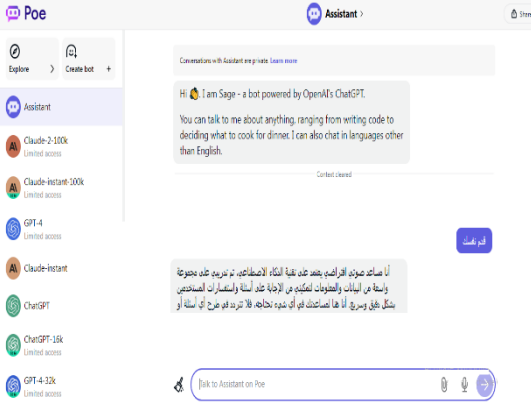 Poe
Assistant >
Share
Explore >
Create bot +
Assistant
Claude-2-100k
Limited access
Claude-instant-100k
Limited access
GPT-4
Limited access
Claude-instant
ChatGPT
ChatGPT-16k
Limited access
GPT-4-32k
Limited access
Conversations with Assistant are private. Learn more
Hi 👋, I am Sage - a bot powered by OpenAI's ChatGPT.
You can talk to me about anything, ranging from writing code to
deciding what to cook for dinner. I can also chat in languages other
than English.
Context cleared
قدم نفسك
أنا مساعد صوتي افتراضي يعتمد على تقنية الذكاء الاصطناعي، تم تدريبي على مجموعة
واسعة من البيانات والمعلومات لتمكيني من الإجابة على أسئلة واستفسارات المستخدمين
بشكل دقيق وسريع. أنا هنا لمساعدتك في أي شيء تحتاجه، فلا تتردد في طرح أي أسئلة أو
Talk to Assistant on Poe